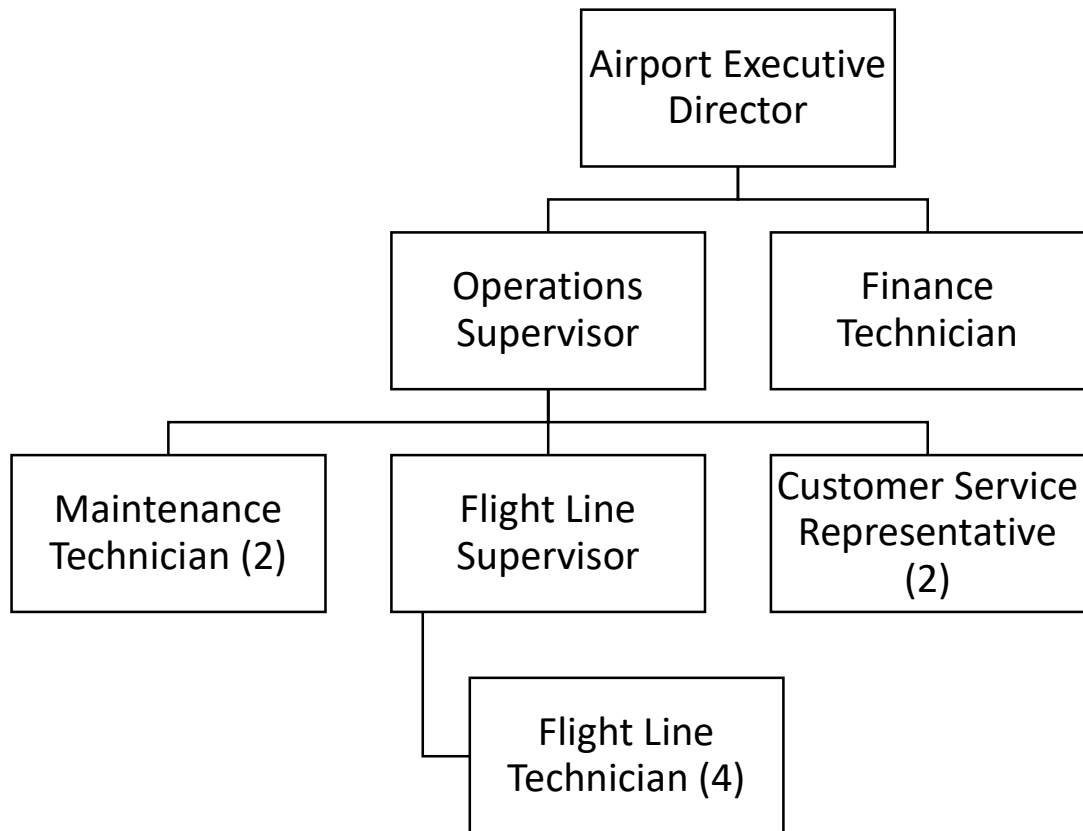 Airport Executive
Director
Operations
Supervisor
Finance
Technician
Maintenance
Technician (2)
Flight Line
Supervisor
Customer Service
Representative
(2)
Flight Line
Technician (4)